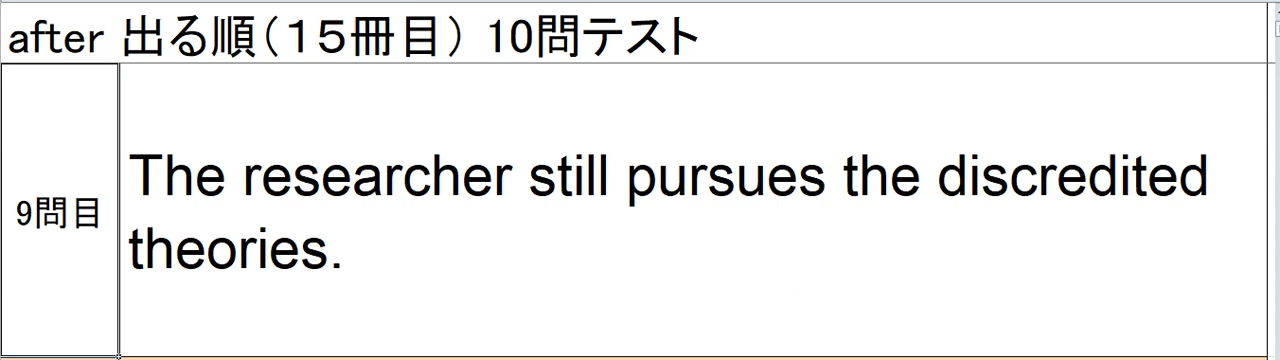 after 出る順（１５冊目） 10問テスト
9問目
The researcher still pursues the discredited
theories.